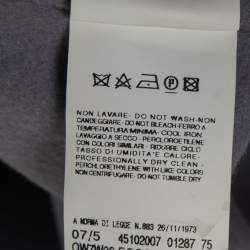 NON LAVARE- DO NOT WASH-NON
CANDEGGIARE- DO NOT BLEACH-FERRO A
TEMPERATURA MINIMA- COOL IRON
LAVAGGIO A SECCO - PERCLOROETILENE
CON COLORI SIMILARI- RIDURRE CICLO
TASSO DI UMIDITA'E CALORE-
PROFESSIONALLY DRY CLEAN -
PERCLOROETHYLENE WITH SIMILAR COLORS
NON CENTRIFUGARE- DO NOT TUMBLE DRY
A NORMA DI LEGGE N.883 26/11/1973
07/5 45102007 01287 75